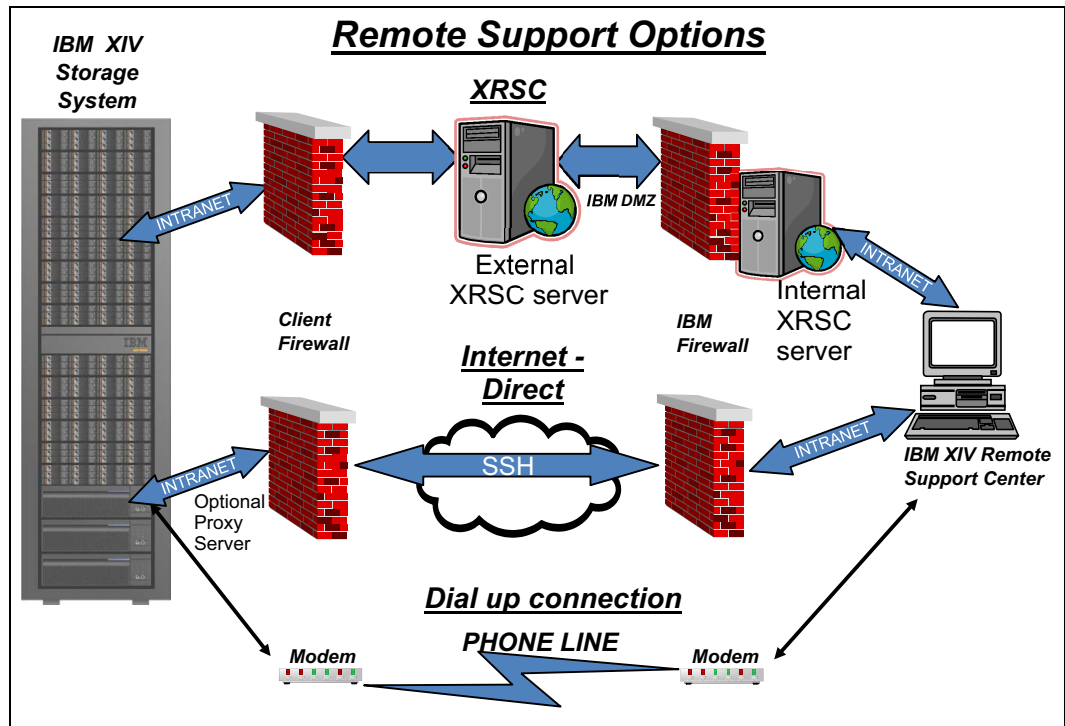 Remote Support Options
IBM XIV
Storage
System
XRSC
INTRANET
IBM DMZ
External
XRSC server
INTRANET
Internal
XRSC
server
Client
Firewall
IBM
Firewall
IBM
Internet -
Direct
INTRANET
SSH
INTRANET
Optional
Proxy
Server
IBM XIV Remote
Support Center
Dial up connection
PHONE LINE
Modem
Modem